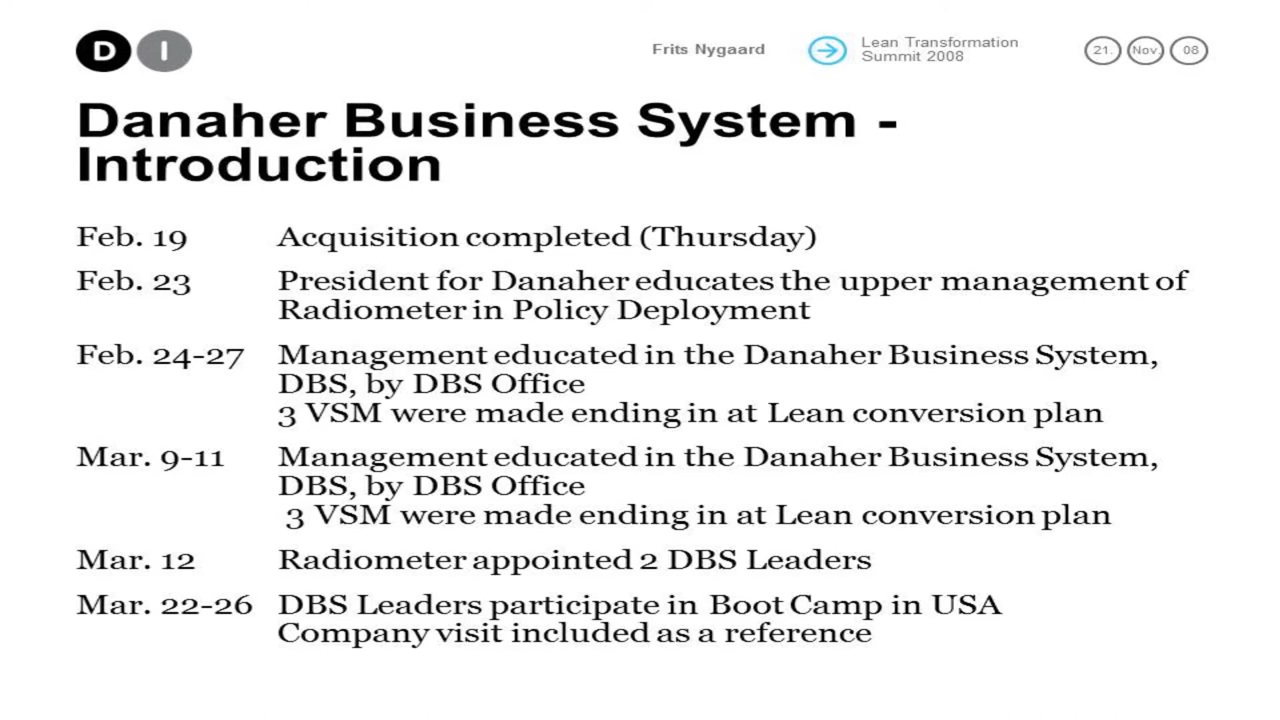 D I
Frits Nygaard
Lean Transformation
Summit 2008
21. Nov. 08
Danaher Business System -
Introduction
Feb. 19 Acquisition completed (Thursday)
Feb. 23 President for Danaher educates the upper management of
Radiometer in Policy Deployment
Feb. 24-27 Management educated in the Danaher Business System,
DBS, by DBS Office
3 VSM were made ending in at Lean conversion plan
Mar. 9-11 Management educated in the Danaher Business System,
DBS, by DBS Office
3 VSM were made ending in at Lean conversion plan
Mar. 12 Radiometer appointed 2 DBS Leaders
Mar. 22-26 DBS Leaders participate in Boot Camp in USA
Company visit included as a reference